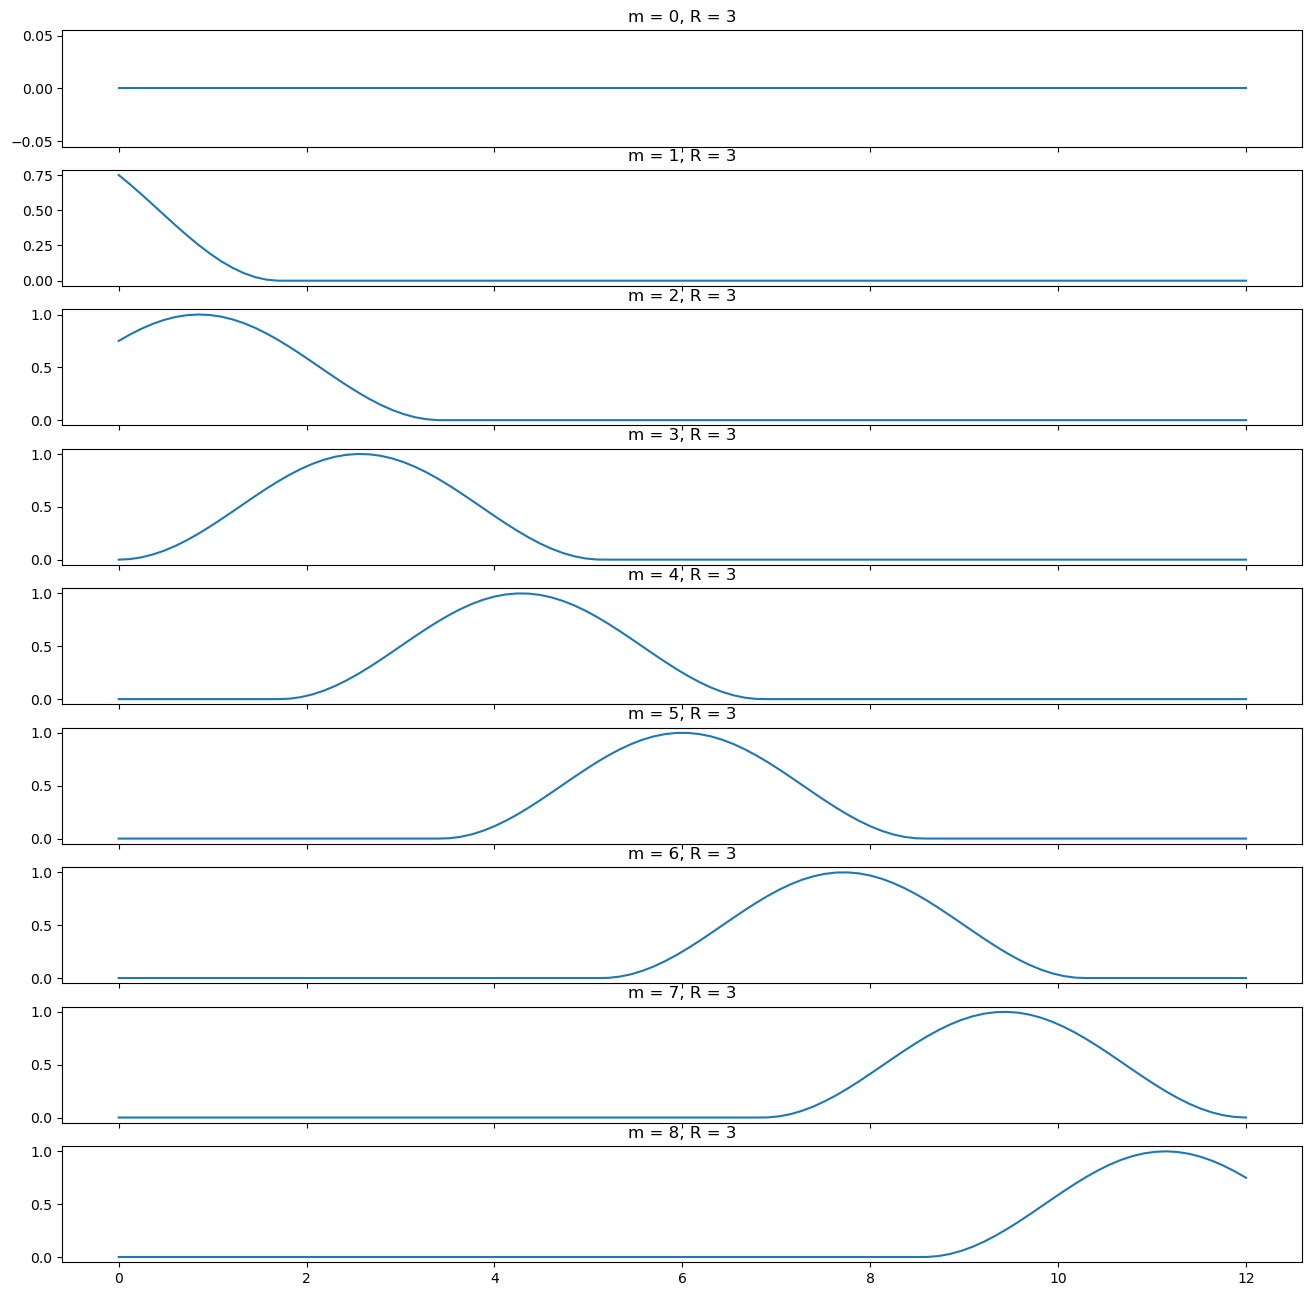 m = 0, R = 3
0.05
0.00
−0.05
m = 1, R = 3
0.75
0.50
0.25
0.00
m = 2, R = 3
1.0
0.5
0.0
m = 3, R = 3
1.0
0.5
0.0
m = 4, R = 3
1.0
0.5
0.0
m = 5, R = 3
1.0
0.5
0.0
m = 6, R = 3
1.0
0.5
0.0
m = 7, R = 3
1.0
0.5
0.0
m = 8, R = 3
1.0
0.5
0.0
0 2 4 6 8 10 12